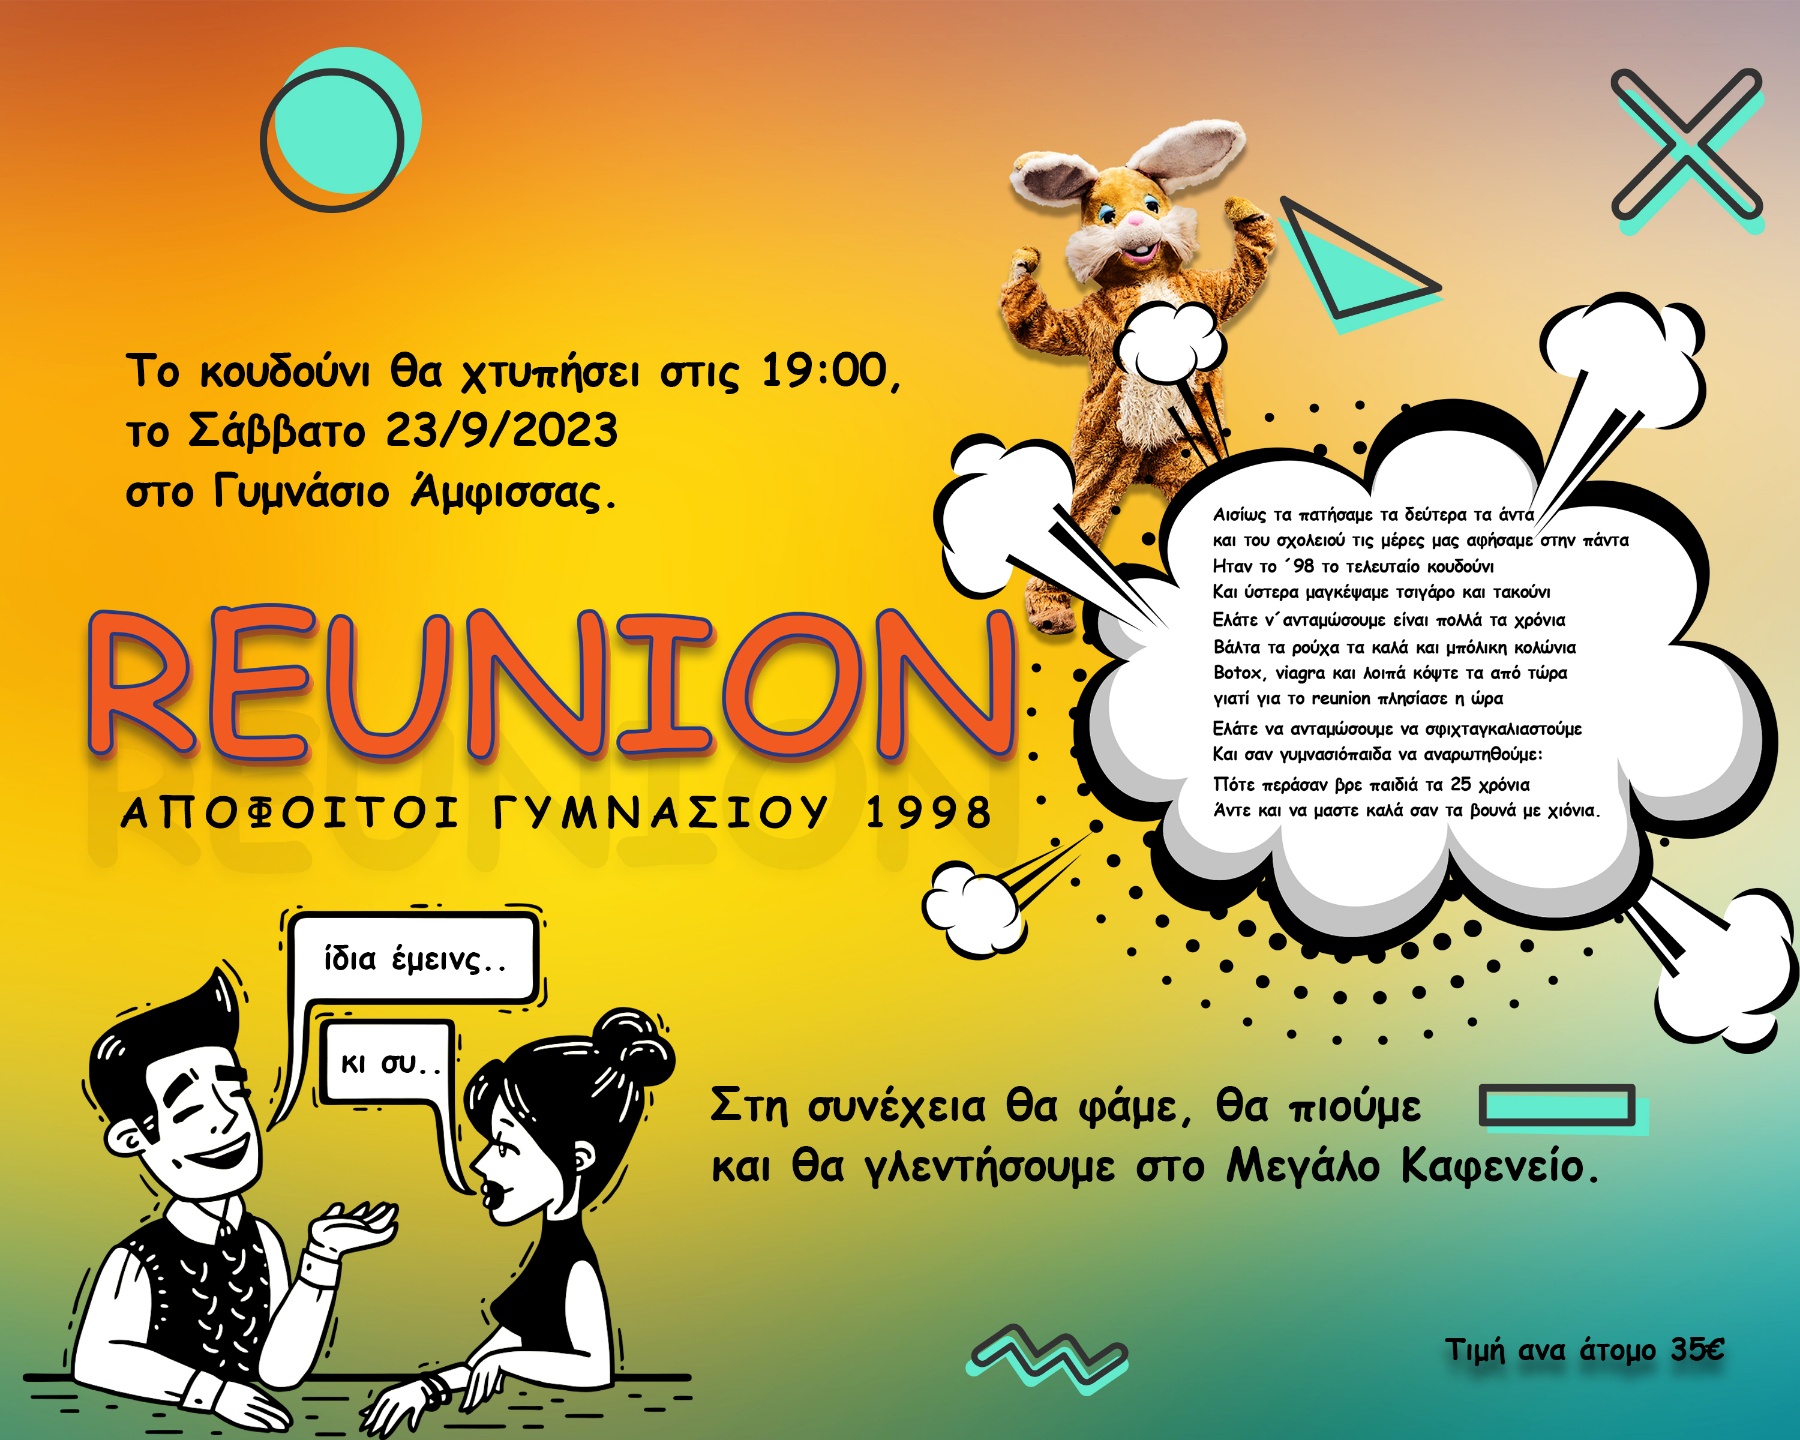 Το κουδούνι θα χτυπήσει στις 19:00,
το Σάββατο 23/9/2023
στο Γυμνάσιο Άμφισσας.
REUNION
ΑΠΟΦΟΙΤΟΙ ΓΥΜΝΑΣΙΟΥ 1998
Αισίως τα πατήσαμε τα δεύτερα τα άντα
και του σχολειού τις μέρες μας αφήσαμε στην πάντα
Ηταν το ΄98 το τελευταίο κουδούνι
Και ύστερα μαγκέψαμε τσιγάρο και τακούνι
Ελάτε ν΄ανταμώσουμε είναι πολλά τα χρόνια
Βάλτα τα ρούχα τα καλά και μπόλικη κολώνια
Botox, viagra και λοιπά κόψτε τα από τώρα
γιατί για το reunion πλησίασε η ώρα
Ελάτε να ανταμώσουμε να σφιχταγκαλιαστούμε
Και σαν γυμνασιόπαιδα να αναρωτηθούμε:
Πότε περάσαν βρε παιδιά τα 25 χρόνια
Άντε και να μαστε καλά σαν τα βουνά με χιόνια.
ίδια έμεινς..
κι συ..
Στη συνέχεια θα φάμε, θα πιούμε
και θα γλεντήσουμε στο Μεγάλο Καφενείο.
Τιμή ανα άτομο 35€